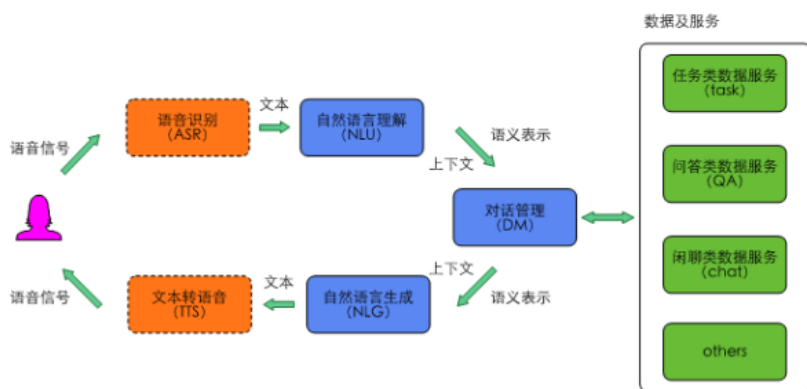 数据及服务
任务类数据服务
(task)
语音识别
(ASR)
文本
自然语言理解
(NLU)
语音信号
语义表示
上下文
问答类数据服务
(QA)
对话管理
(DM)
闲聊类数据服务
(chat)
上下文
语音信号
文本转语音
(TTS)
文本
自然语言生成
(NLG)
语义表示
others